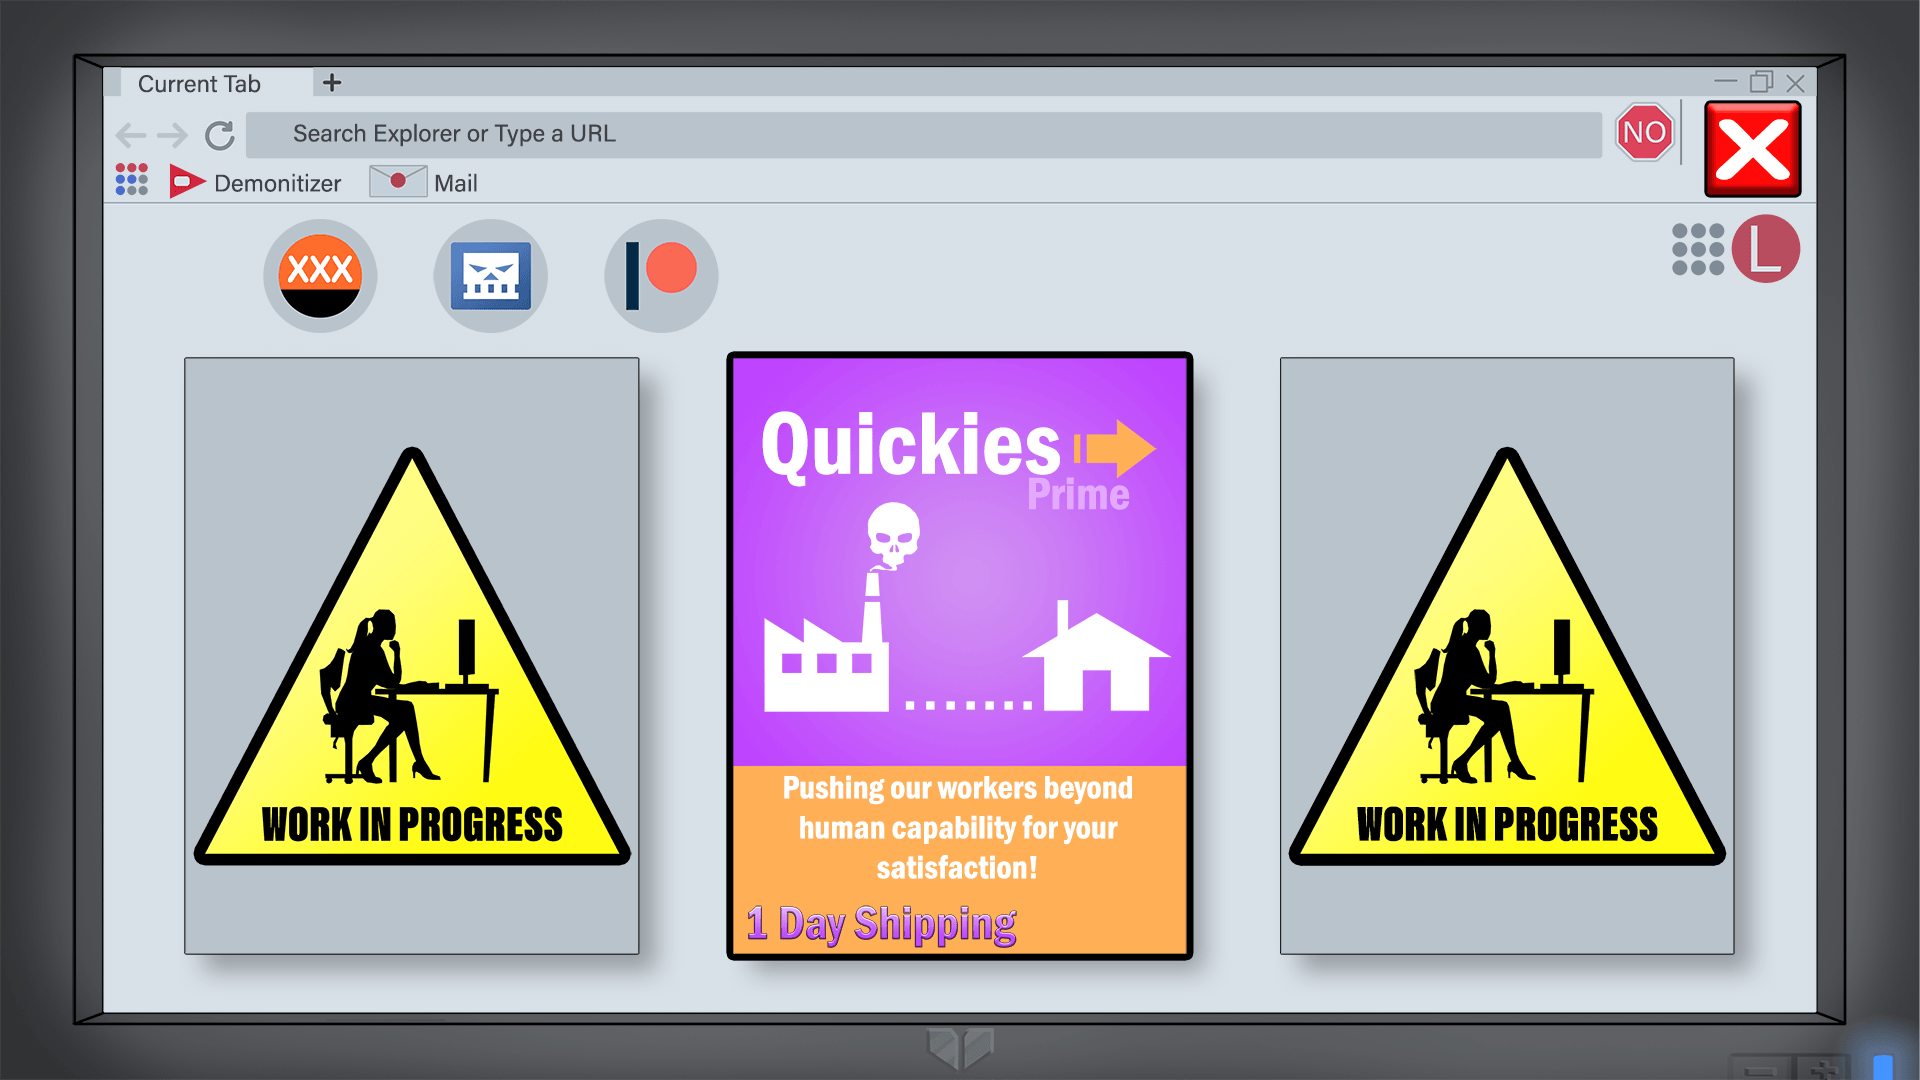 Current Tab
Search Explorer or Type a URL
NO
Demonitizer
Mail
XXX
L
WORK IN PROGRESS
Quickies
Prime
Pushing our workers beyond
human capability for your
satisfaction!
1 Day Shipping
WORK IN PROGRESS